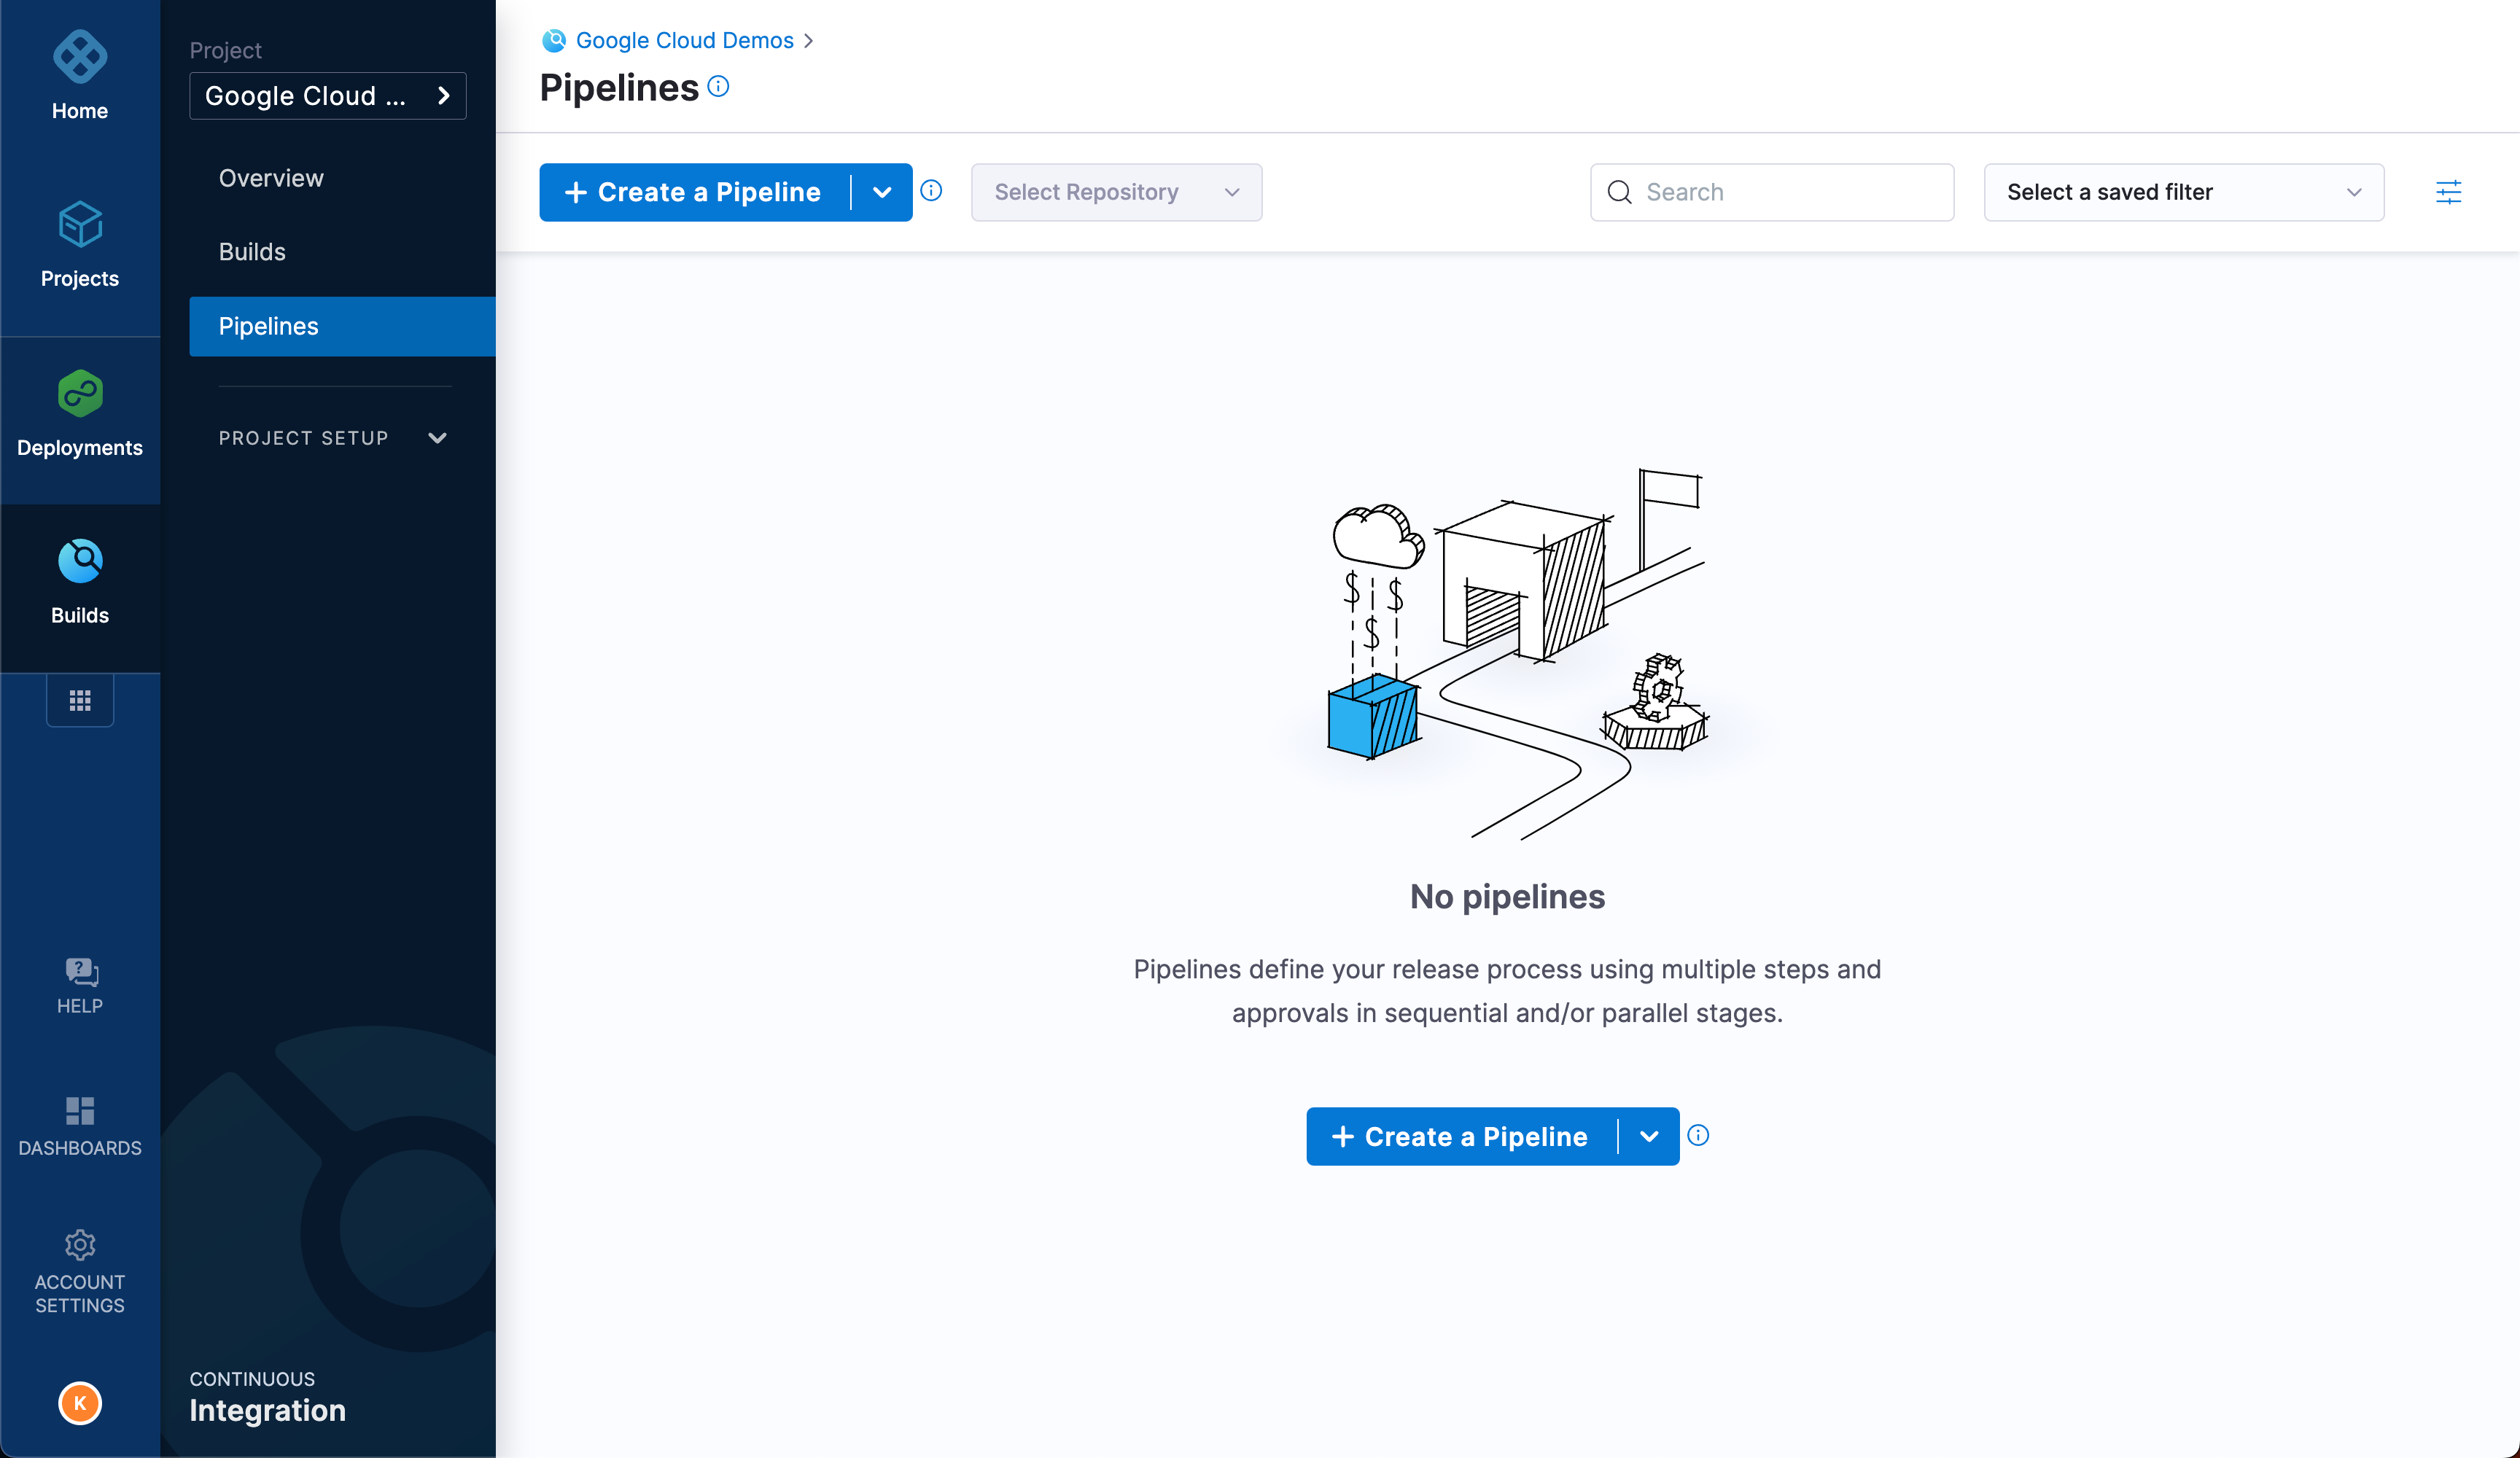 Home
Projects
Deployments
Builds
HELP
DASHBOARDS
ACCOUNT
SETTINGS
K
Project
Google Cloud ...
Overview
Builds
Pipelines
PROJECT SETUP
CONTINUOUS
Integration
Google Cloud Demos
Pipelines
+ Create a Pipeline
Select Repository
Search
Select a saved filter
$ $
$
No pipelines
Pipelines define your release process using multiple steps and
approvals in sequential and/or parallel stages.
+ Create a Pipeline